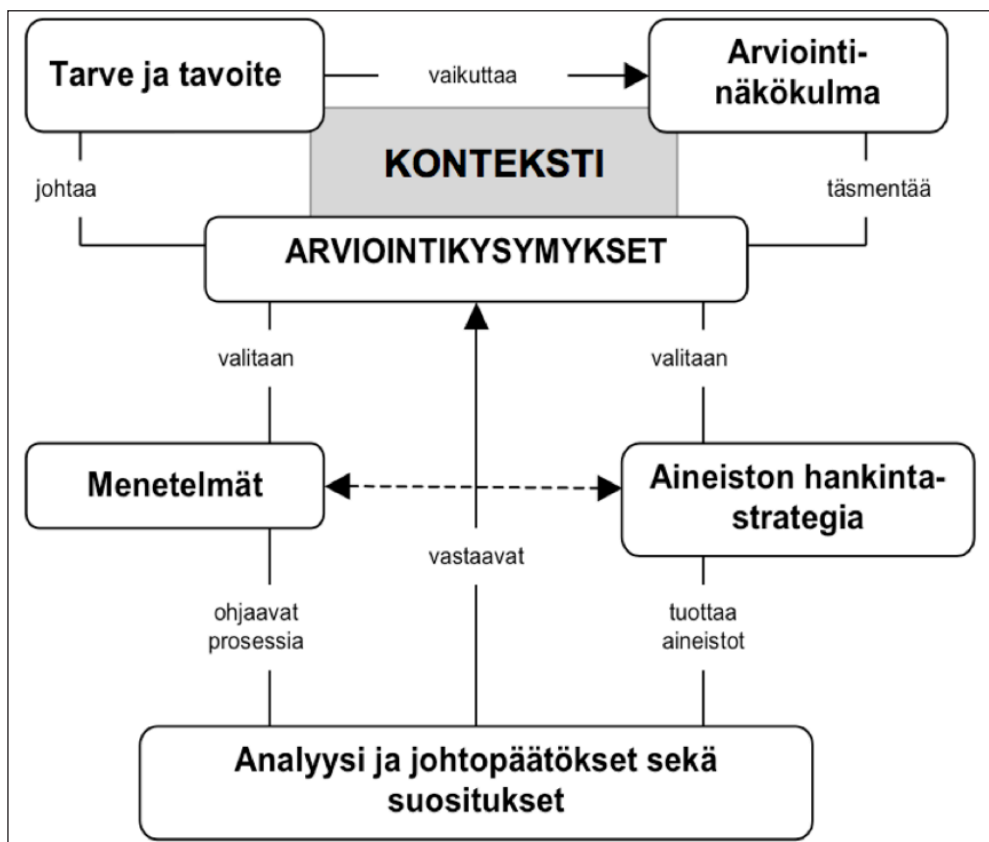 Tarve ja tavoite
vaikuttaa
Arviointi-
näkökulma
KONTEKSTI
johtaa
täsmentää
ARVIOINTIKYSYMYKSET
valitaan
valitaan
Menetelmät
Aineiston hankinta-
strategia
vastaavat
ohjaavat
prosessia
tuottaa
aineistot
Analyysi ja johtopäätökset sekä
suositukset